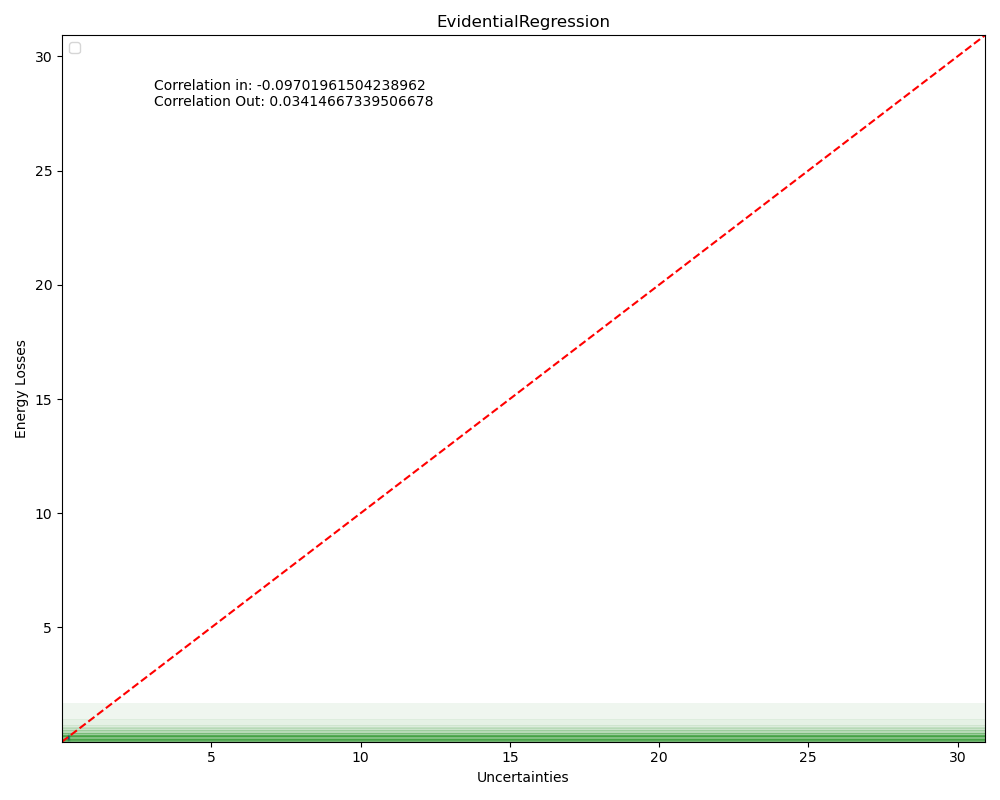 EvidentialRegression
Correlation in: -0.09701961504238962
Correlation Out: 0.03414667339506678
30
25
20
15
10
5
Energy Losses
5 10 15 20 25 30
Uncertainties